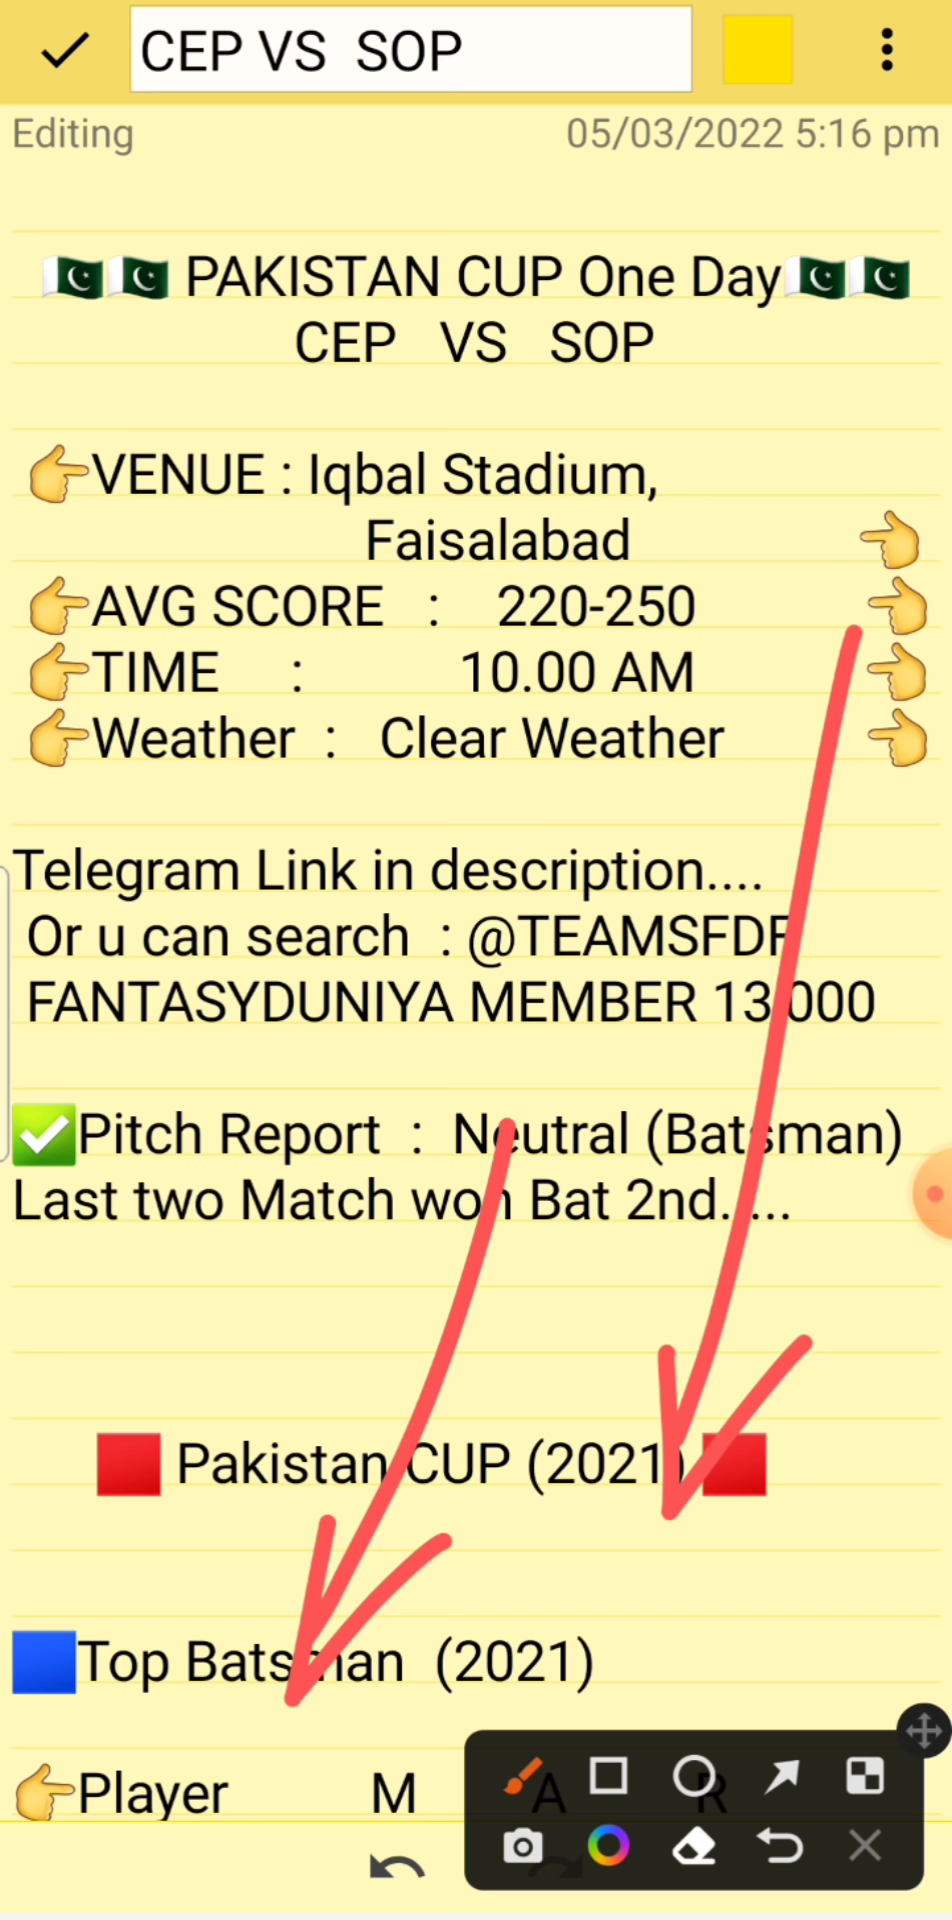 CEP VS SOP
Editing 05/03/2022 5:16 pm
🇵🇰🇵🇰 PAKISTAN CUP One Day🇵🇰🇵🇰
CEP VS SOP
👉VENUE : Iqbal Stadium,
Faisalabad 👈
👉AVG SCORE : 220-250 👈
👉TIME : 10.00 AM 👈
👉Weather : Clear Weather 👈
Telegram Link in description....
Or u can search : @TEAMSFDF
FANTASYDUNIYA MEMBER 13000
✅Pitch Report : Neutral (Batsman)
Last two Match won Bat 2nd.....
🟥 Pakistan CUP (2021) 🟥
🟦Top Batsman (2021)
👉Player M A R